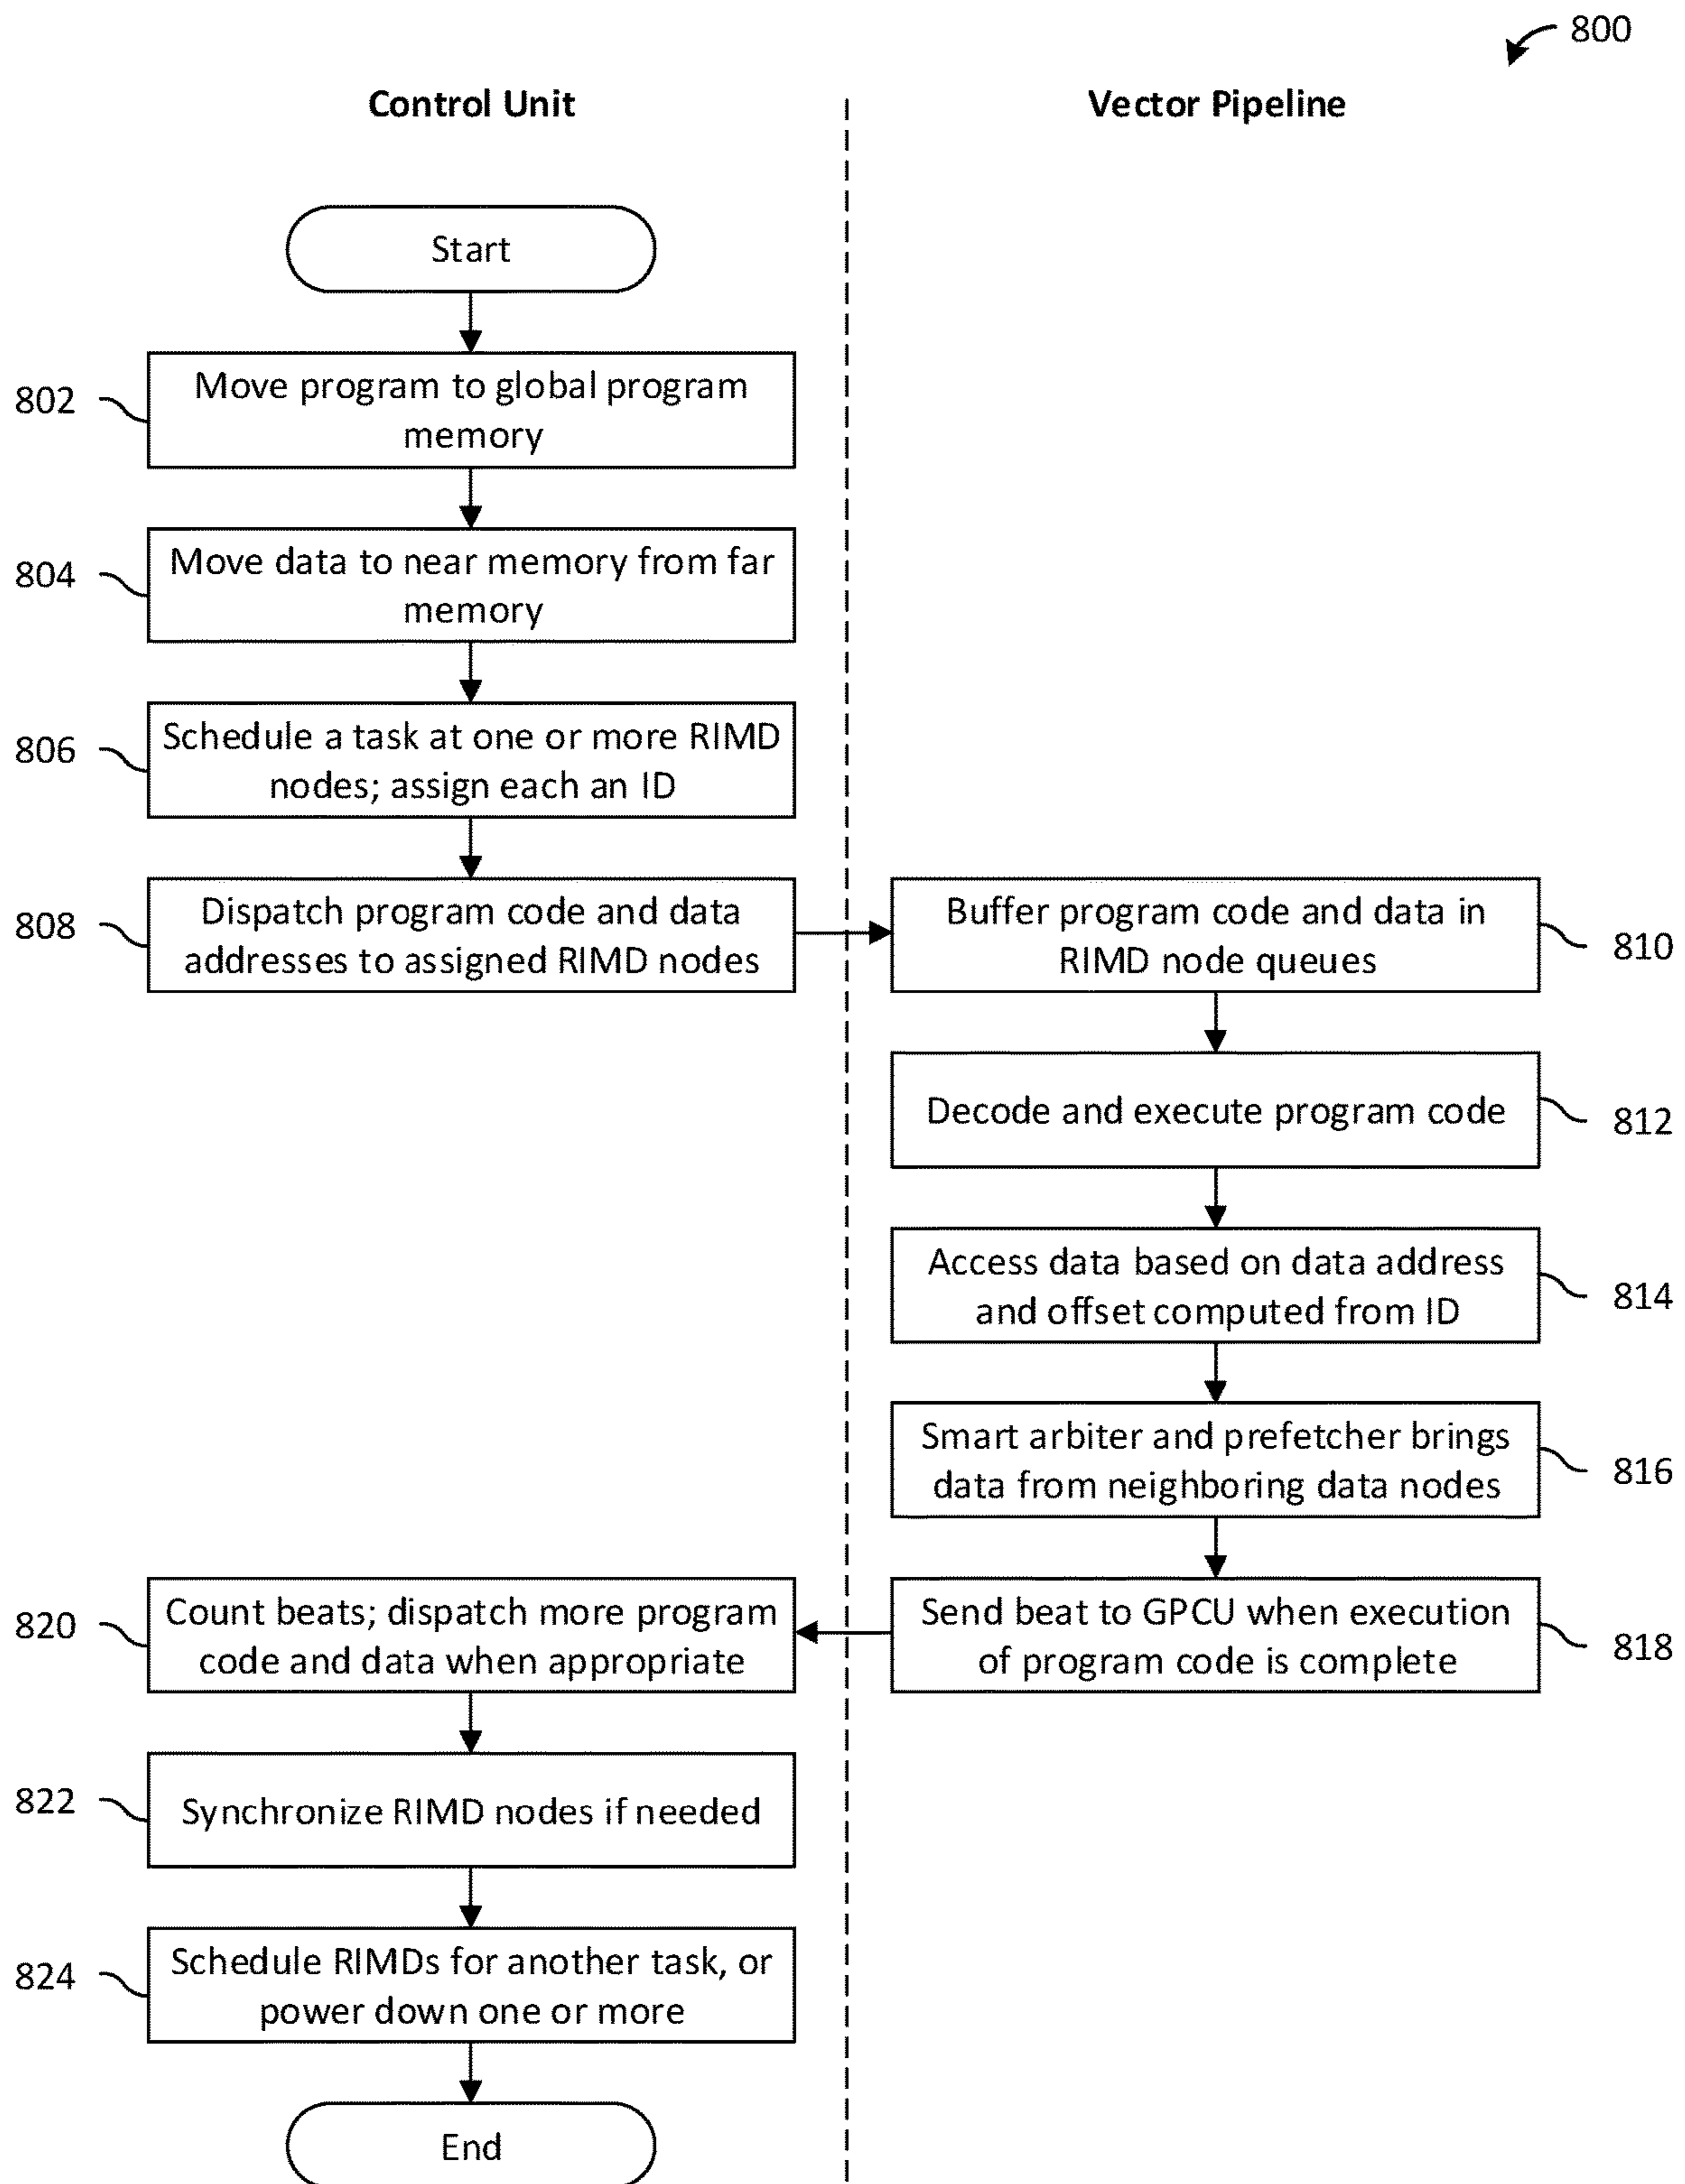 800
Control Unit
Vector Pipeline
Start
802
Move program to global program
memory
804
Move data to near memory from far
memory
806
Schedule a task at one or more RIMD
nodes; assign each an ID
808
Dispatch program code and data
addresses to assigned RIMD nodes
Buffer program code and data in
RIMD node queues
810
Decode and execute program code
812
Access data based on data address
and offset computed from ID
814
Smart arbiter and prefetcher brings
data from neighboring data nodes
816
Send beat to GPCU when execution
of program code is complete
818
820
Count beats; dispatch more program
code and data when appropriate
822
Synchronize RIMD nodes if needed
824
Schedule RIMDs for another task, or
power down one or more
End